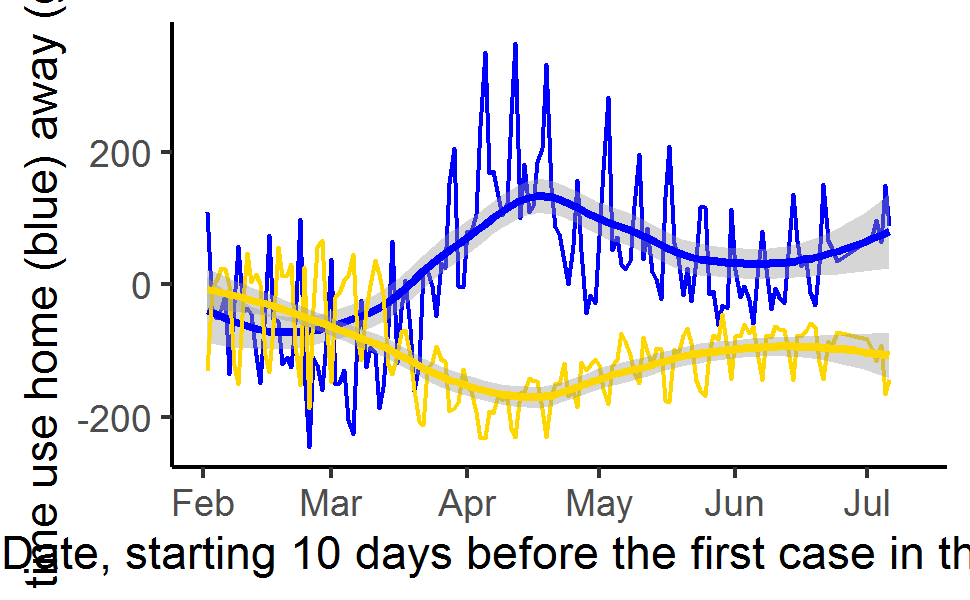 time use home (blue) away (
200
0
-200
Feb Mar Apr May Jun Jul
Date, starting 10 days before the first case in th